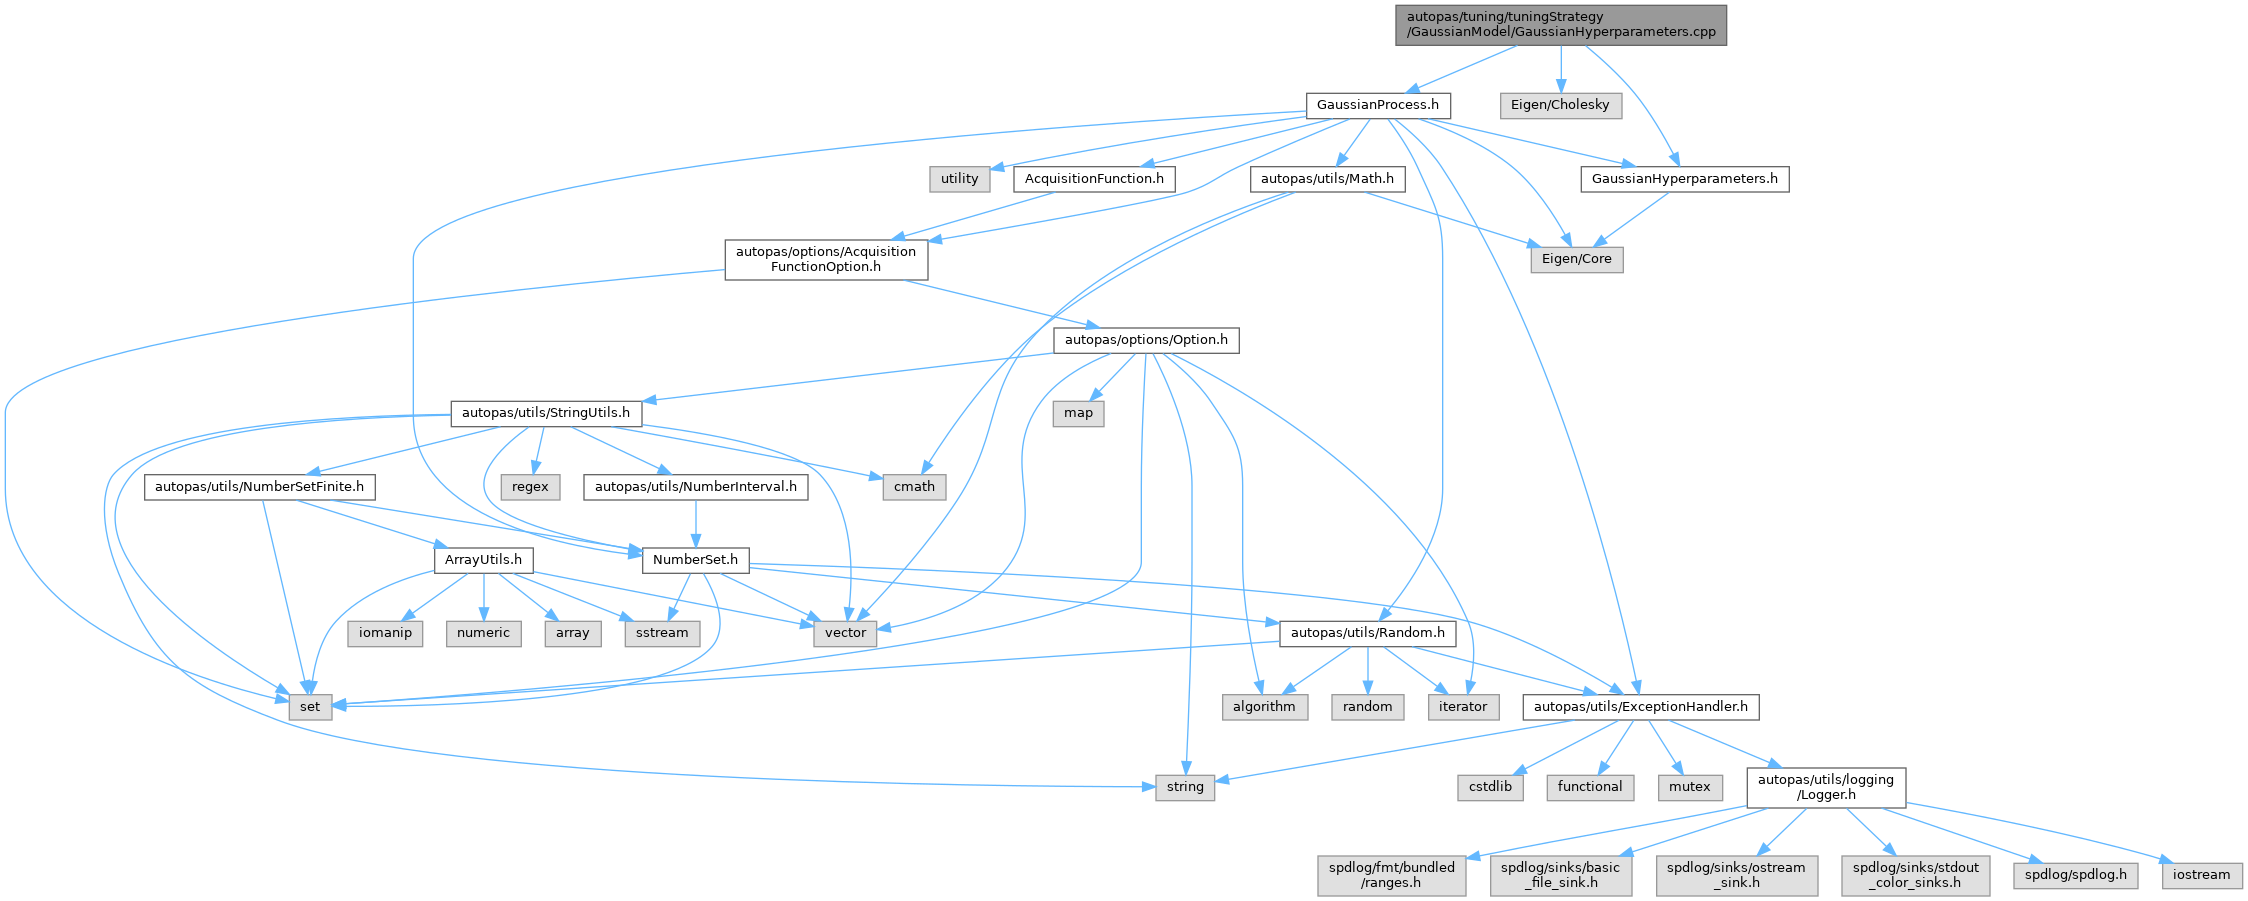 autopas/tuning/tuningStrategy
/GaussianModel/GaussianHyperparameters.cpp
GaussianProcess.h
Eigen/Cholesky
utility
AcquisitionFunction.h
autopas/utils/Math.h
GaussianHyperparameters.h
autopas/options/Acquisition
FunctionOption.h
Eigen/Core
autopas/options/Option.h
autopas/utils/StringUtils.h
map
autopas/utils/NumberSetFinite.h
regex
autopas/utils/NumberInterval.h
cmath
ArrayUtils.h
NumberSet.h
iomanip
numeric
array
sstream
vector
autopas/utils/Random.h
set
algorithm
random
iterator
autopas/utils/ExceptionHandler.h
string
cstdlib
functional
mutex
autopas/utils/logging
/Logger.h
spdlog/fmt/bundled
/ranges.h
spdlog/sinks/basic
_file_sink.h
spdlog/sinks/ostream
_sink.h
spdlog/sinks/stdout
_color_sinks.h
spdlog/spdlog.h
iostream